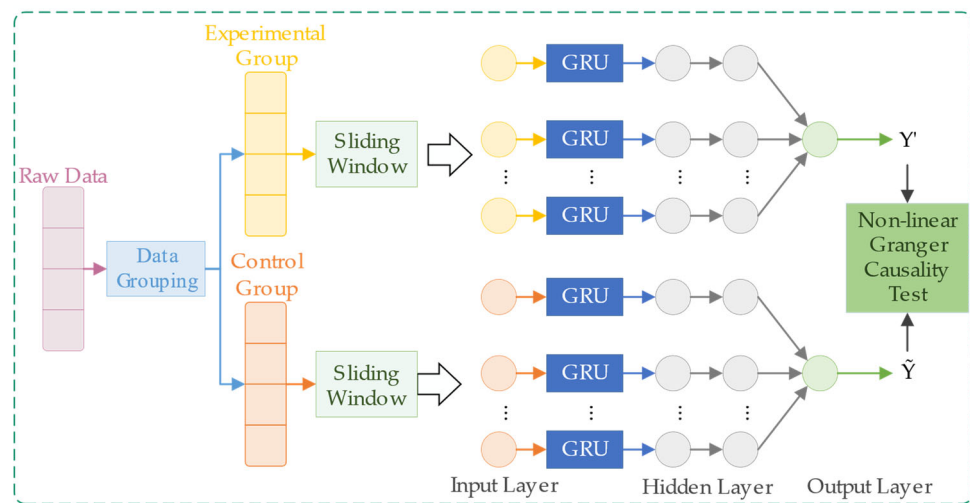 Raw Data
Data
Grouping
Experimental
Group
Sliding
Window
GRU
GRU
⋮ ⋮ ⋮ ⋮
GRU
Y'
Control
Group
Sliding
Window
GRU
GRU
⋮ ⋮ ⋮ ⋮
GRU
Ỹ
Non-linear
Granger
Causality
Test
Input Layer
Hidden Layer
Output Layer